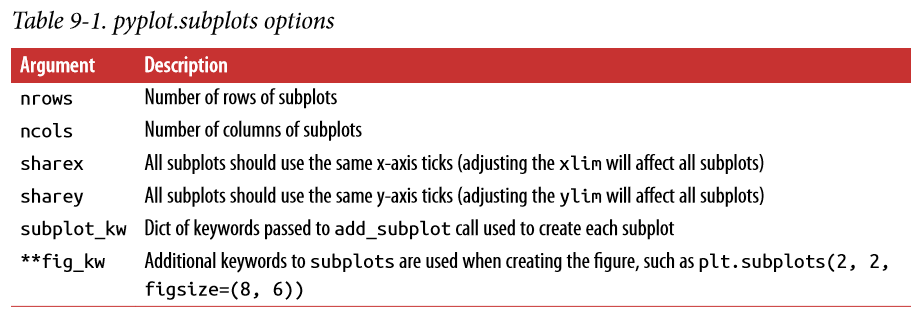 Table 9-1. pyplot.subplots options
Argument Description
nrows Number of rows of subplots
ncols Number of columns of subplots
sharex All subplots should use the same x-axis ticks (adjusting the xlim will affect all subplots)
sharey All subplots should use the same y-axis ticks (adjusting the ylim will affect all subplots)
subplot_kw Dict of keywords passed to add_subplot call used to create each subplot
**fig_kw Additional keywords to subplots are used when creating the figure, such as plt.subplots(2, 2,
figsize=(8, 6))